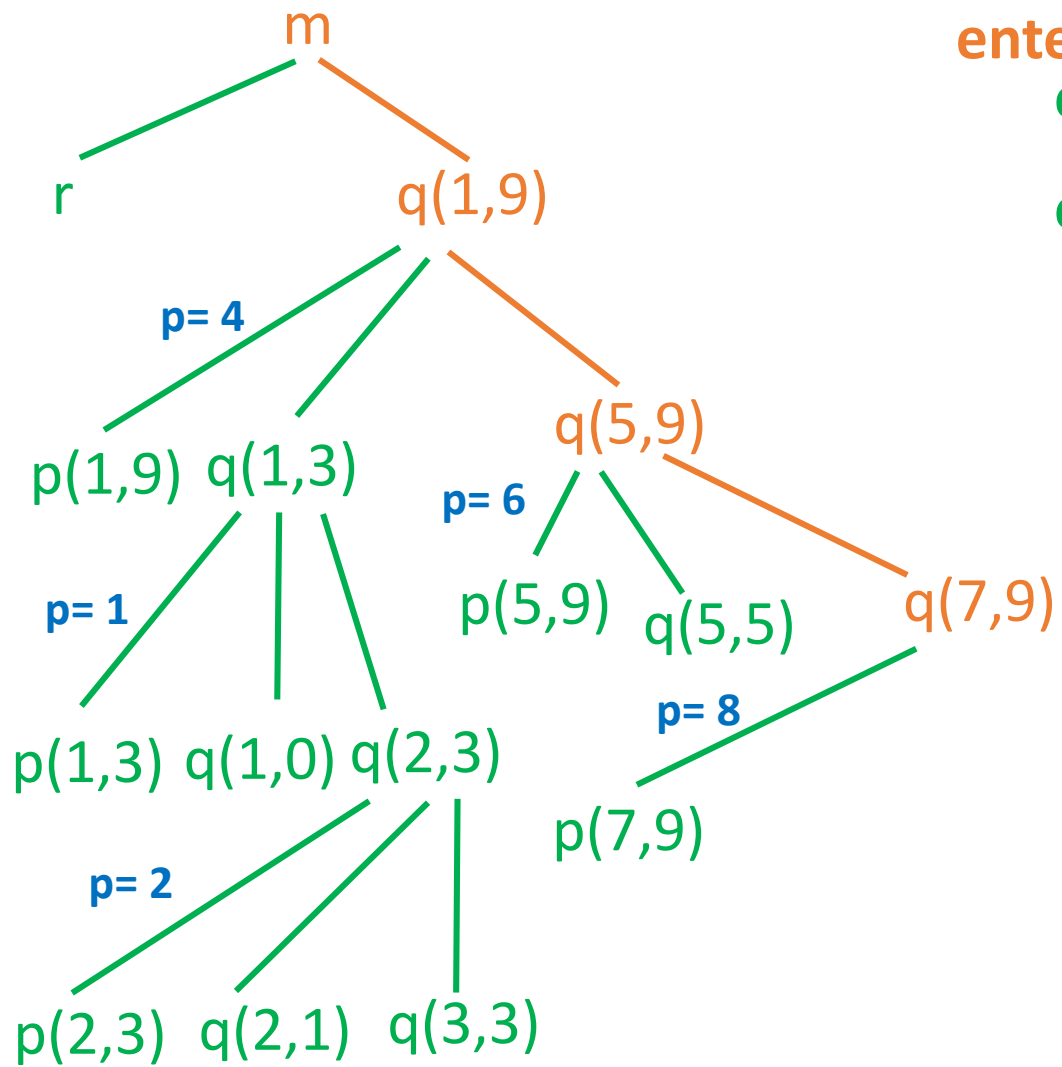 m
r
q(1,9)
p= 4
p(1,9) q(1,3)
q(5,9)
p= 6
p= 1
p(5,9) q(5,5)
q(7,9)
p= 8
p(1,3) q(1,0) q(2,3)
p(7,9)
p= 2
p(2,3) q(2,1) q(3,3)